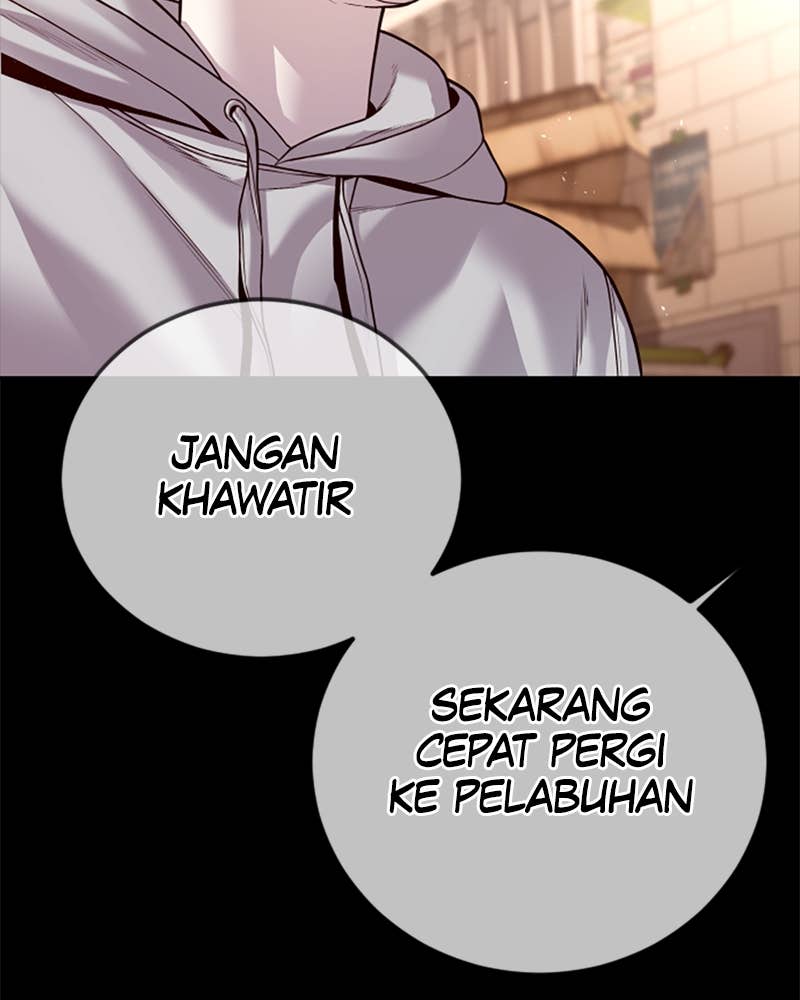 JANGAN
KHAWATIR
SEKARANG
CEPAT PERGI
KE PELABUHAN